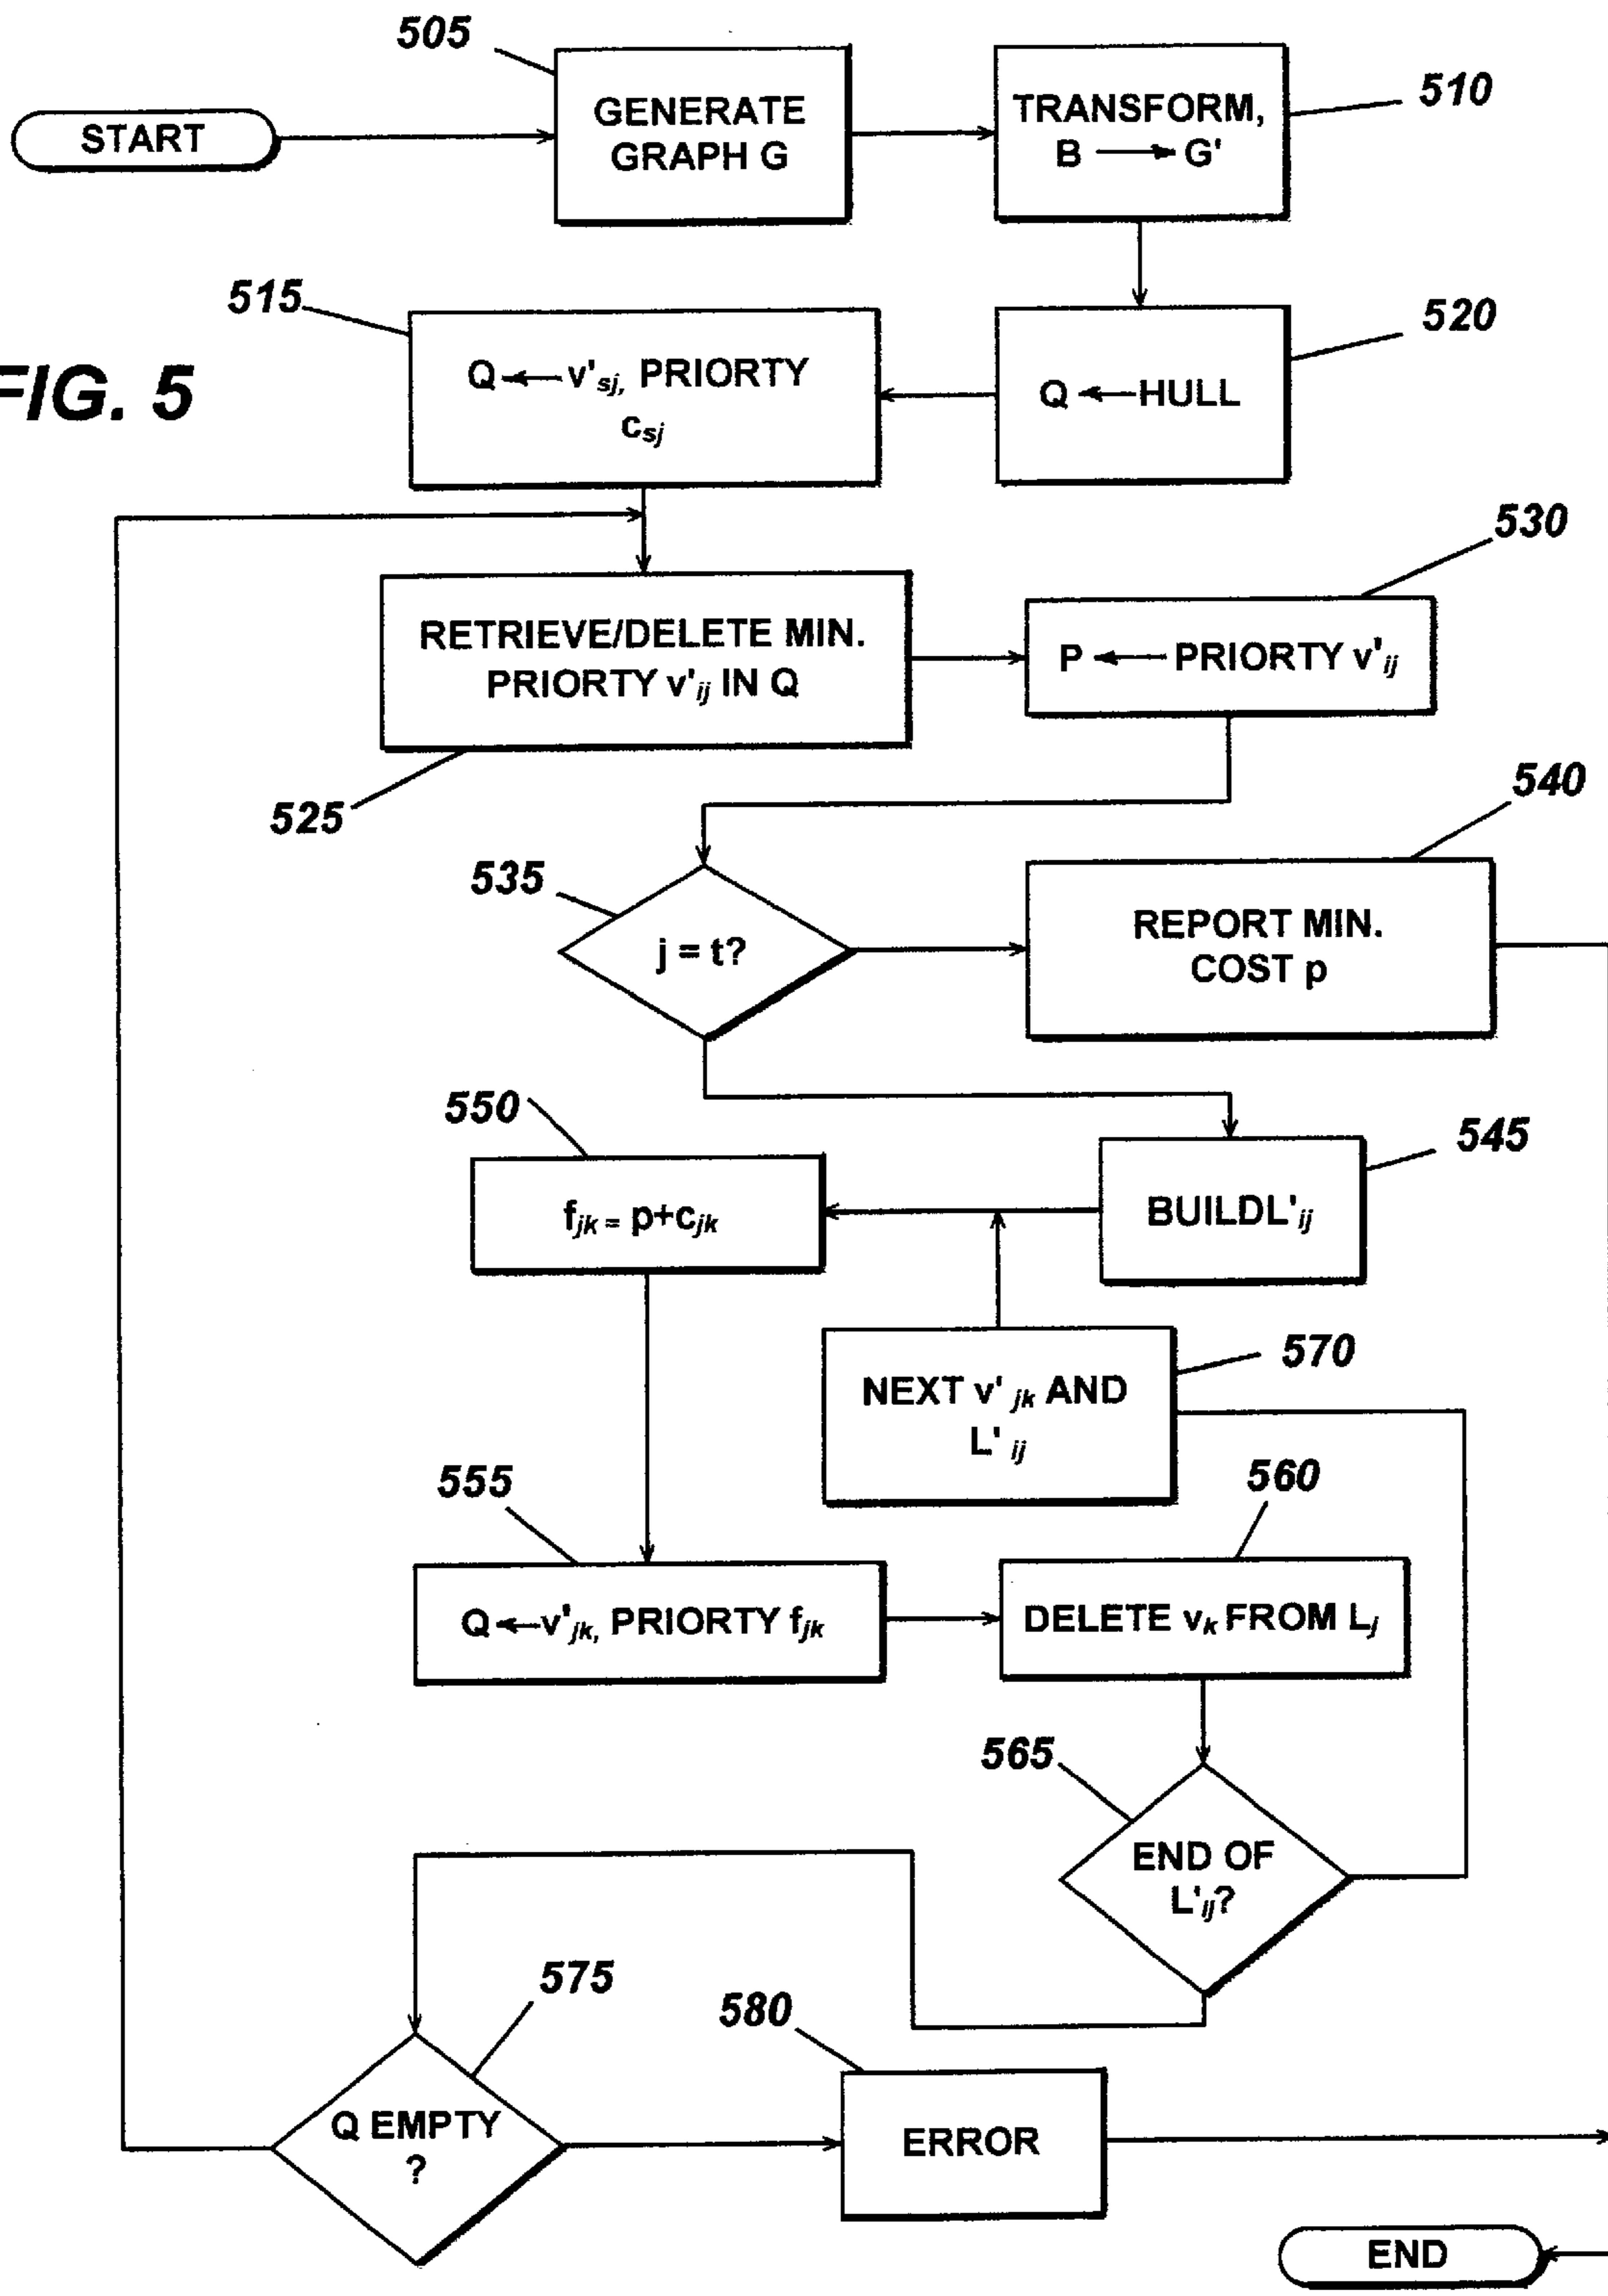 505
START
GENERATE
GRAPH G
TRANSFORM,
B → G'
510
515
FIG. 5
Q ← v'sj, PRIORTY
csj
Q ← HULL
520
530
RETRIEVE/DELETE MIN.
PRIORTY v'ij IN Q
P ← PRIORTY v'ij
525
540
535
j = t?
REPORT MIN.
COST p
550
545
fjk = p+cjk
BUILDL'ij
570
NEXT v' jk AND
L' ij
555
560
Q ← v'jk, PRIORTY fjk
DELETE vk FROM Lj
565
END OF
L'ij?
575
580
Q EMPTY
?
ERROR
END